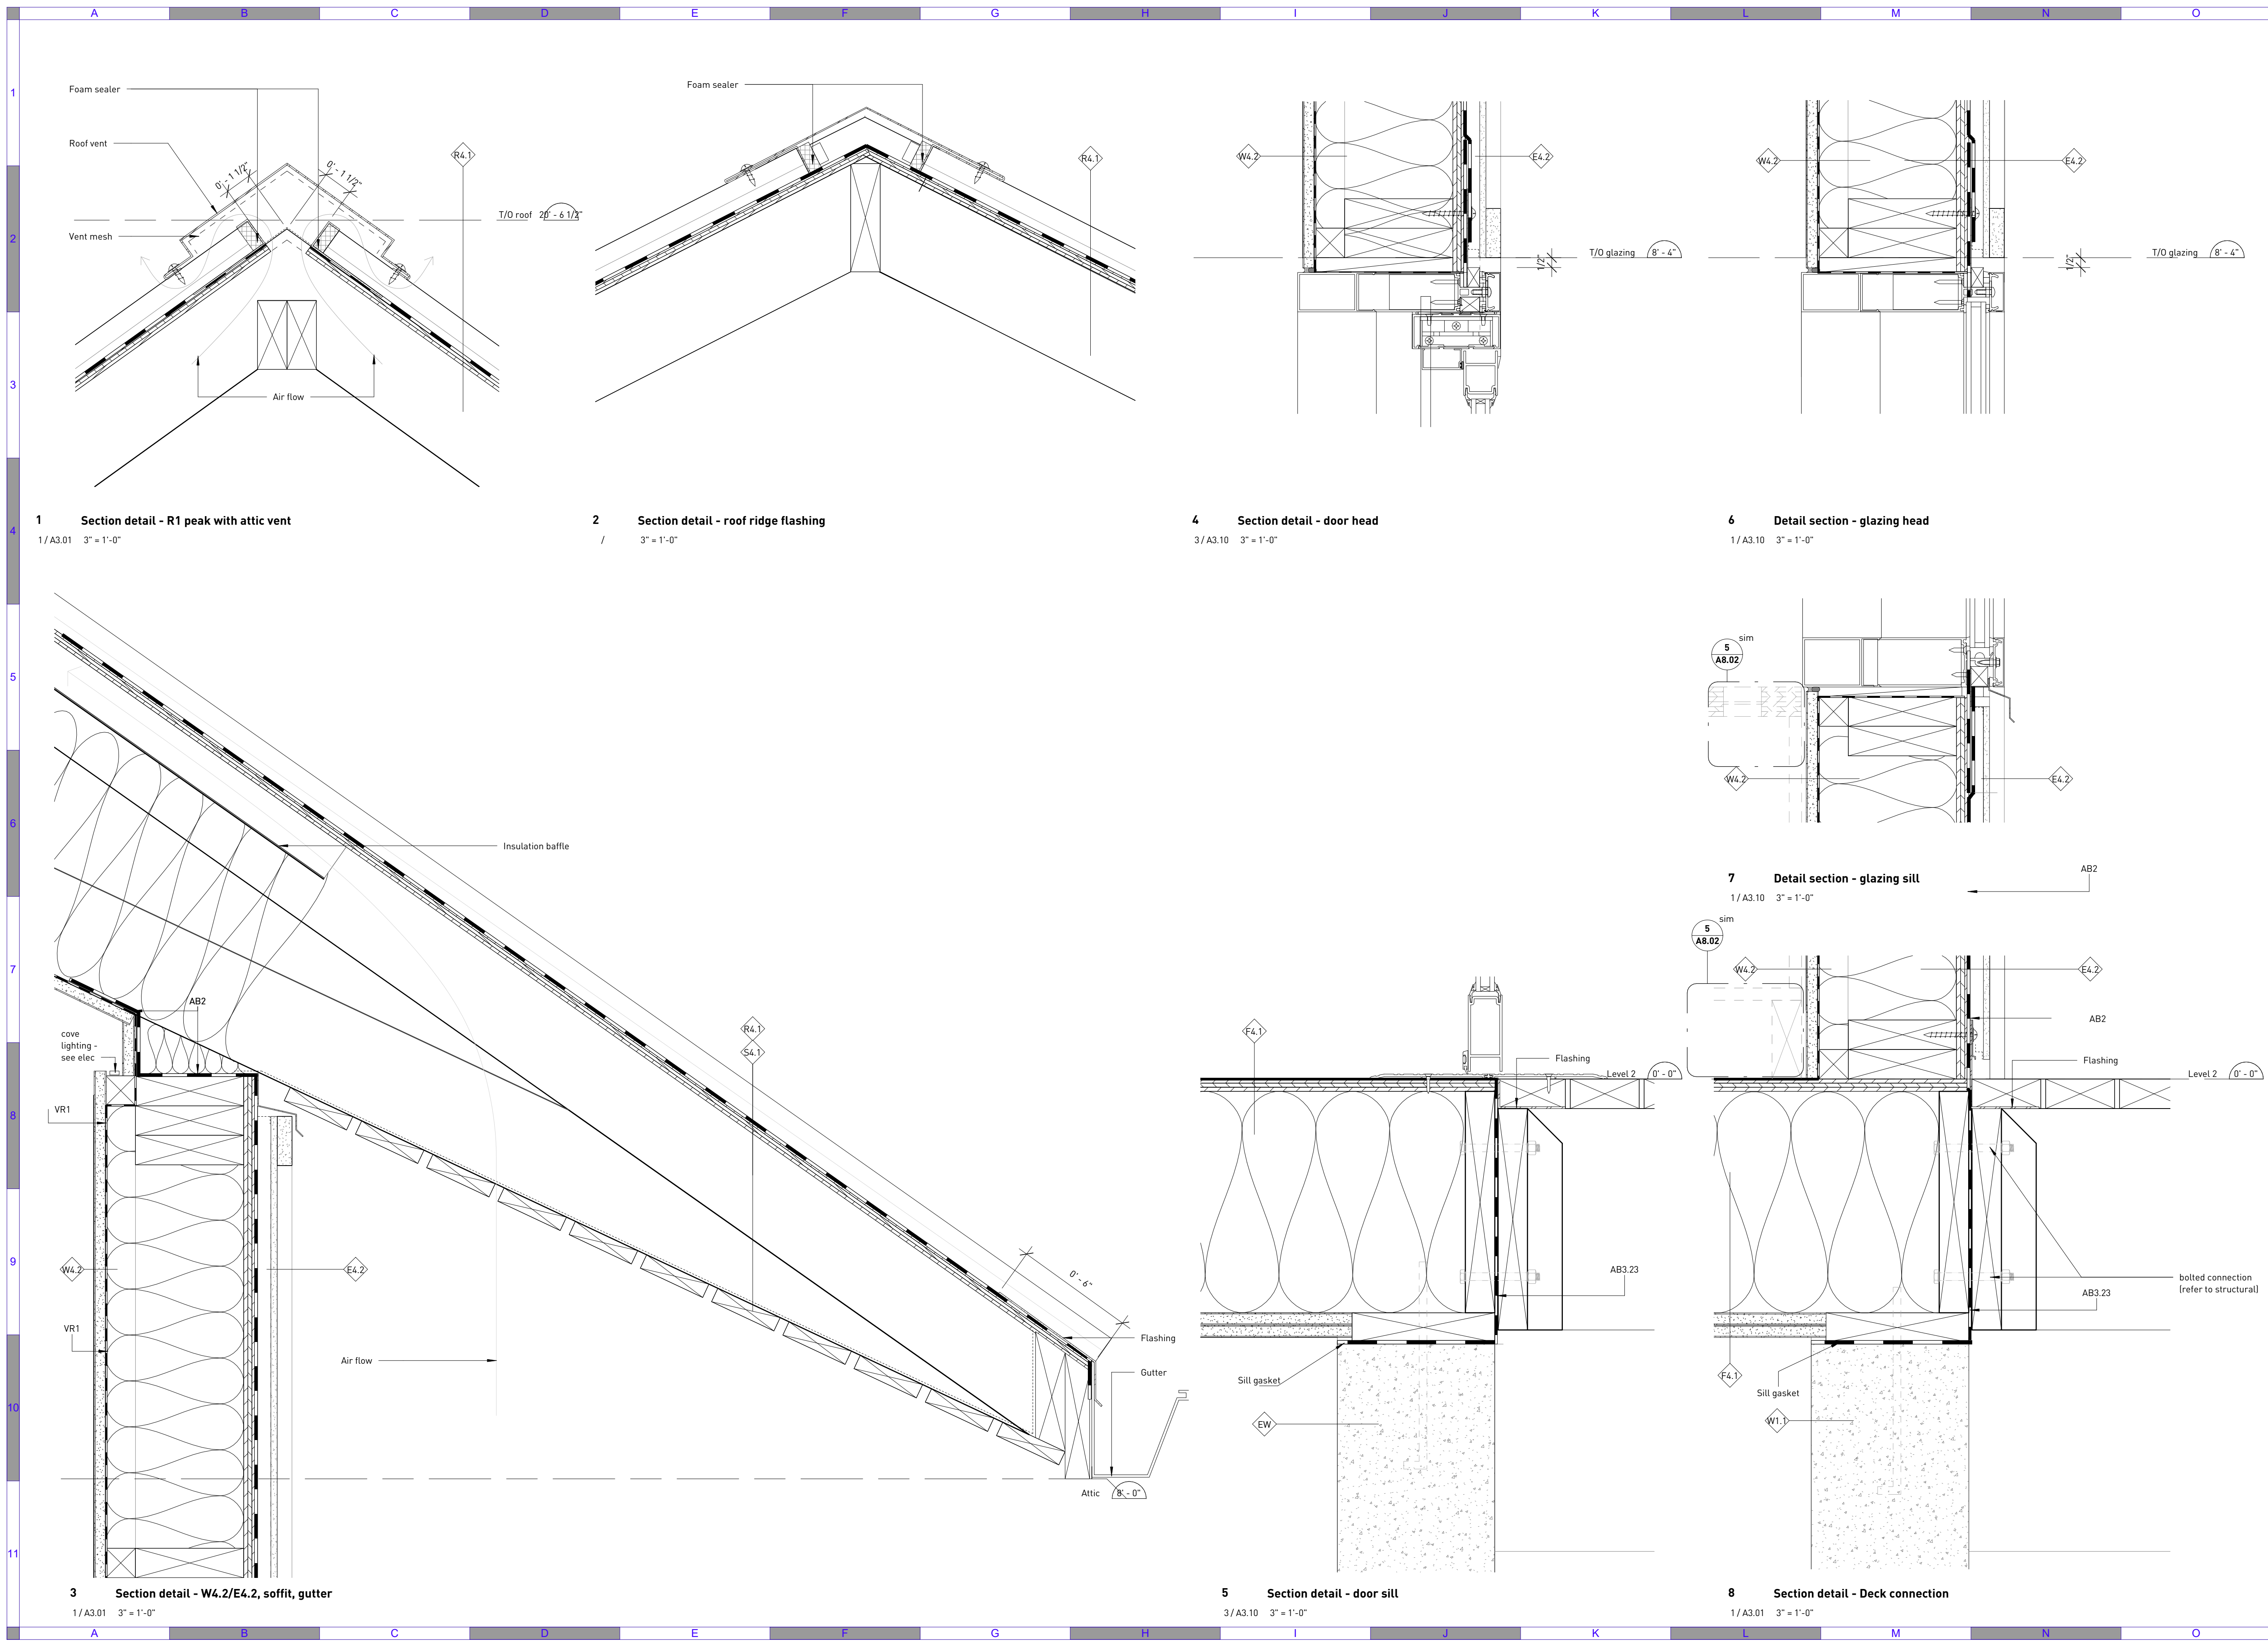 A B C D E F G H I J K L M N O
1
2
3
4
5
6
7
8
9
10
11
Foam sealer
Roof vent
0' - 1 1/2"
0' - 1 1/2"
R4.1
T/O roof 20' - 6 1/2"
Vent mesh
Air flow
1 Section detail - R1 peak with attic vent
1 / A3.01 3" = 1'-0"
Foam sealer
R4.1
2 Section detail - roof ridge flashing
/ 3" = 1'-0"
W4.2
E4.2
T/O glazing 8' - 4"
1/2"
4 Section detail - door head
3 / A3.10 3" = 1'-0"
W4.2
E4.2
T/O glazing 8' - 4"
1/2"
6 Detail section - glazing head
1 / A3.10 3" = 1'-0"
Insulation baffle
AB2
cove
lighting -
see elec
VR1
R4.1
S4.1
W4.2
E4.2
VR1
Air flow
0' - 6"
Flashing
Gutter
Attic 8' - 0"
3 Section detail - W4.2/E4.2, soffit, gutter
1 / A3.01 3" = 1'-0"
sim
5
A8.02
W4.2
E4.2
7 Detail section - glazing sill
1 / A3.10 3" = 1'-0"
AB2
F4.1
Flashing
Level 2 0' - 0"
AB3.23
Sill gasket
EW
5 Section detail - door sill
3 / A3.10 3" = 1'-0"
sim
5
A8.02
W4.2
E4.2
AB2
Flashing
Level 2 0' - 0"
bolted connection
(refer to structural)
AB3.23
F4.1
Sill gasket
W1.1
8 Section detail - Deck connection
1 / A3.01 3" = 1'-0"
A B C D E F G H I J K L M N O